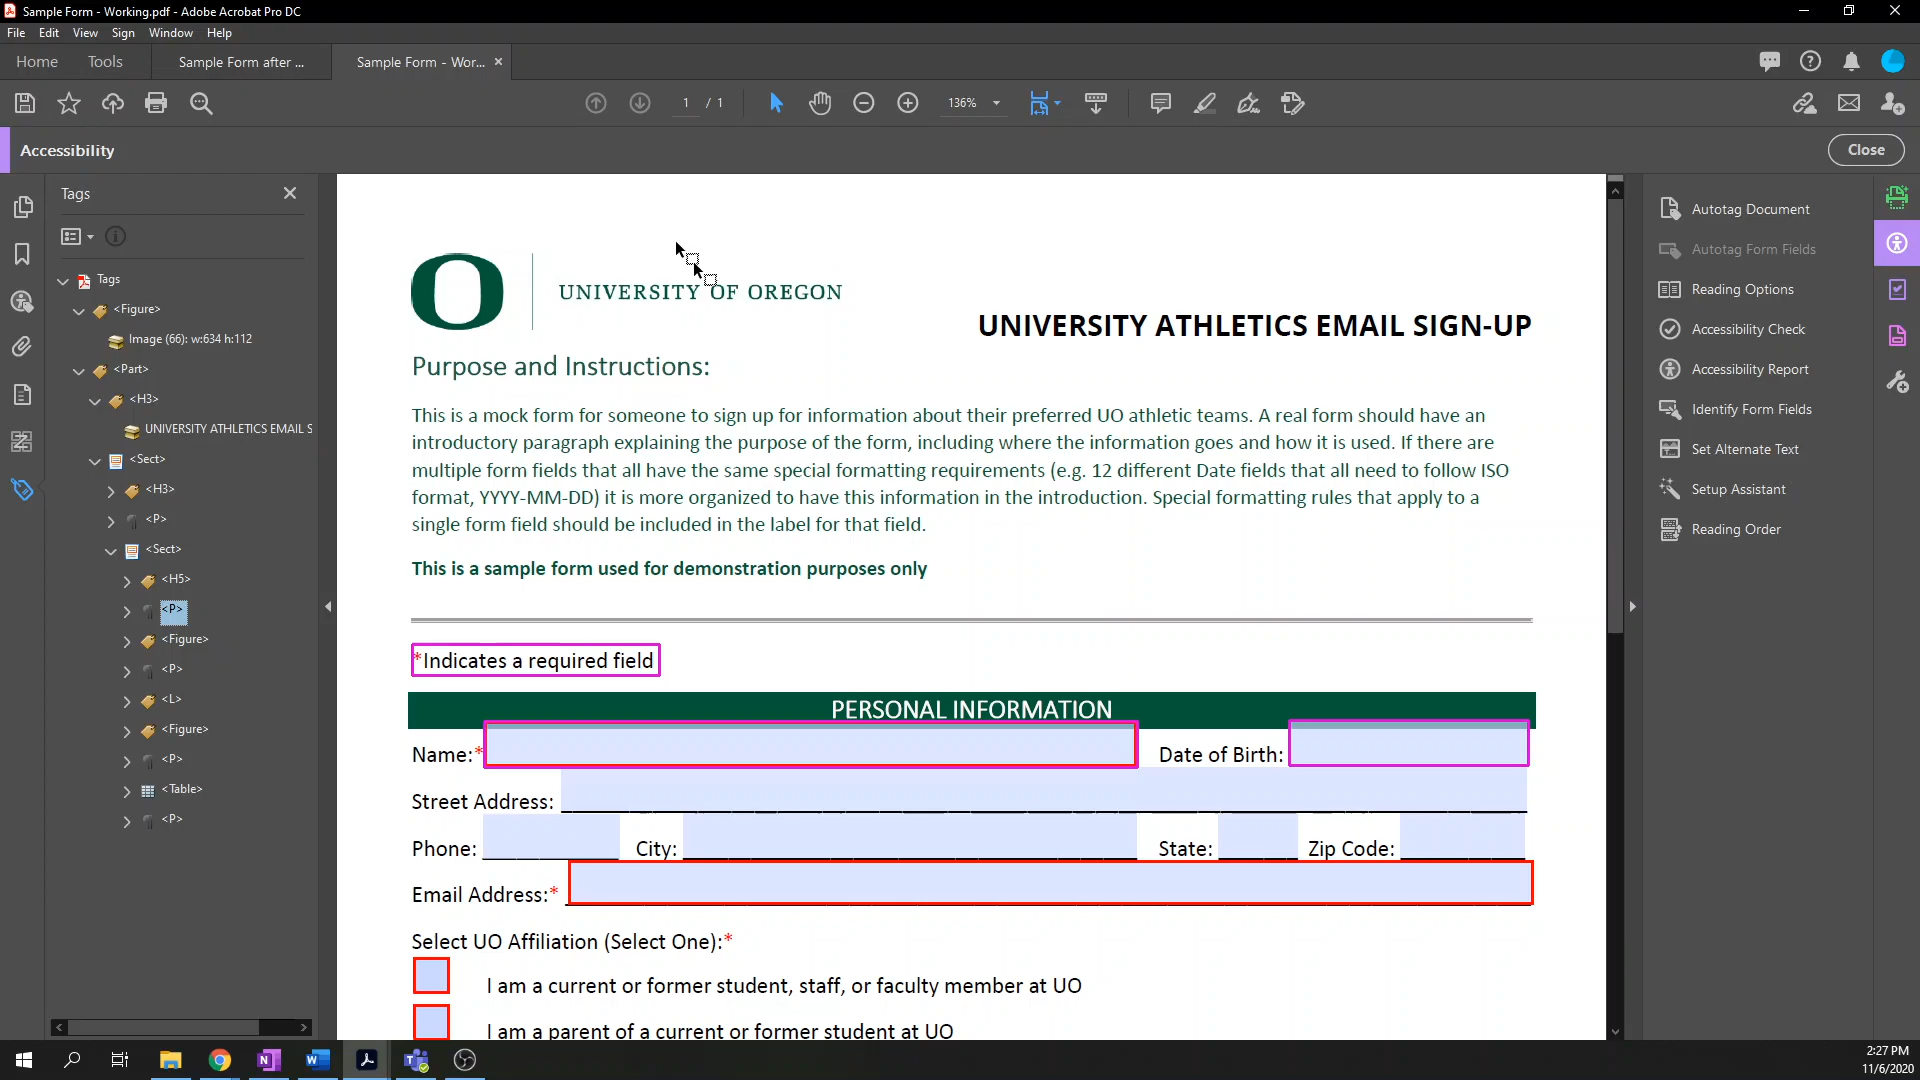 Sample Form - Working.pdf - Adobe Acrobat Pro DC
File Edit View Sign Window Help
Home Tools Sample Form after ... Sample Form - Wor...
1 / 1 136%
Accessibility
Close
Tags
Tags
<Figure>
Image (66): w:634 h:112
<Part>
<H3>
UNIVERSITY ATHLETICS EMAIL S
<Sect>
<H3>
<P>
<Sect>
<H5>
<P>
<Figure>
<P>
<L>
<Figure>
<P>
<Table>
<P>
O UNIVERSITY OF OREGON
UNIVERSITY ATHLETICS EMAIL SIGN-UP
Purpose and Instructions:
This is a mock form for someone to sign up for information about their preferred UO athletic teams. A real form should have an
introductory paragraph explaining the purpose of the form, including where the information goes and how it is used. If there are
multiple form fields that all have the same special formatting requirements (e.g. 12 different Date fields that all need to follow ISO
format, YYYY-MM-DD) it is more organized to have this information in the introduction. Special formatting rules that apply to a
single form field should be included in the label for that field.
This is a sample form used for demonstration purposes only
*Indicates a required field
PERSONAL INFORMATION
Name:* Date of Birth:
Street Address:
Phone: City: State: Zip Code:
Email Address:*
Select UO Affiliation (Select One):*
I am a current or former student, staff, or faculty member at UO
I am a parent of a current or former student at UO
Autotag Document
Autotag Form Fields
Reading Options
Accessibility Check
Accessibility Report
Identify Form Fields
Set Alternate Text
Setup Assistant
Reading Order
2:27 PM
11/6/2020